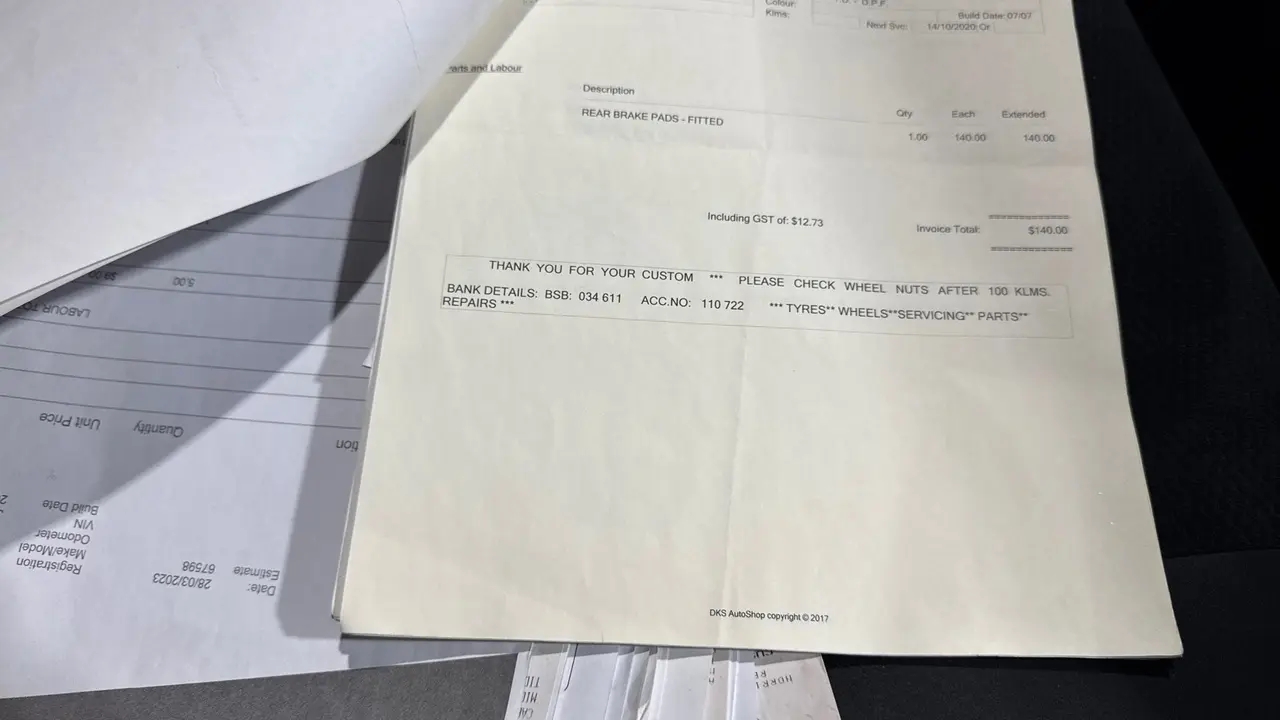 Colour:
Klms:
Build Date: 07/07
Next Svc: 14/10/2020 Or
and Labour
Description
Qty Each Extended
REAR BRAKE PADS - FITTED
1.00 140.00 140.00
Including GST of: $12.73
Invoice Total: $140.00
THANK YOU FOR YOUR CUSTOM *** PLEASE CHECK WHEEL NUTS AFTER 100 KLMS.
BANK DETAILS: BSB: 034 611 ACC.NO: 110 722 *** TYRES** WHEELS**SERVICING** PARTS**
REPAIRS ***
DKS AutoShop copyright © 2017
Date: 28/03/2023
Estimate 67598
Registration
Make/Model
Odometer
VIN
Build Date
Quantity Unit Price
LABOUR
5.00